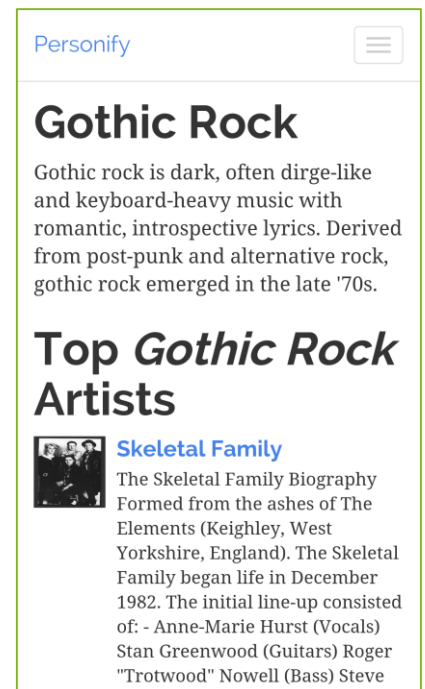 Personify
Gothic Rock
Gothic rock is dark, often dirge-like
and keyboard-heavy music with
romantic, introspective lyrics. Derived
from post-punk and alternative rock,
gothic rock emerged in the late '70s.
Top Gothic Rock
Artists
Skeletal Family
The Skeletal Family Biography
Formed from the ashes of The
Elements (Keighley, West
Yorkshire, England). The Skeletal
Family began life in December
1982. The initial line-up consisted
of: - Anne-Marie Hurst (Vocals)
Stan Greenwood (Guitars) Roger
"Trotwood" Nowell (Bass) Steve